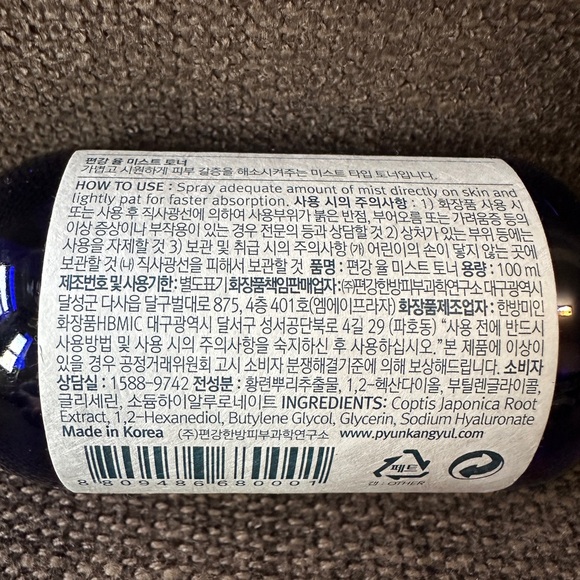 편강 율 미스트 토너
가볍고 시원하게 피부 갈증을 해소시켜주는 미스트 타입 토너입니다.
HOW TO USE : Spray adequate amount of mist directly on skin and
lightly pat for faster absorption. 사용 시의 주의사항 : 1) 화장품 사용 시
또는 사용 후 직사광선에 의하여 사용부위가 붉은 반점, 부어오름 또는 가려움증 등의
이상 증상이나 부작용이 있는 경우 전문의 등과 상담할 것 2) 상처가 있는 부위 등에는
사용을 자제할 것 3) 보관 및 취급 시의 주의사항 (개) 어린이의 손이 닿지 않는 곳에
보관할 것 (내) 직사광선을 피해서 보관할 것 품명 : 편강 율 미스트 토너 용량 : 100 ml
제조번호 및 사용기한 : 별도표기 화장품책임판매업자 : (주)편강한방피부과학연구소 대구광역시
달성군 다사읍 달구벌대로 875, 4층 401호(엠에이프라자) 화장품제조업자 : 한방미인
화장품HBMIC 대구광역시 달서구 성서공단북로 4길 29 (파호동) "사용 전에 반드시
사용방법 및 사용 시의 주의사항을 숙지하신 후 사용하십시오." 본 제품에 이상이
있을 경우 공정거래위원회 고시 소비자 분쟁해결기준에 의해 보상해드립니다. 소비자
상담실 : 1588-9742 전성분 : 황련뿌리추출물, 1,2-헥산다이올, 부틸렌글라이콜,
글리세린, 소듐하이알루로네이트 INGREDIENTS: Coptis Japonica Root
Extract, 1,2-Hexanediol, Butylene Glycol, Glycerin, Sodium Hyaluronate
Made in Korea (주)편강한방피부과학연구소 www.pyunkangyul.com
페트
캡 : OTHER
8 809486 680001